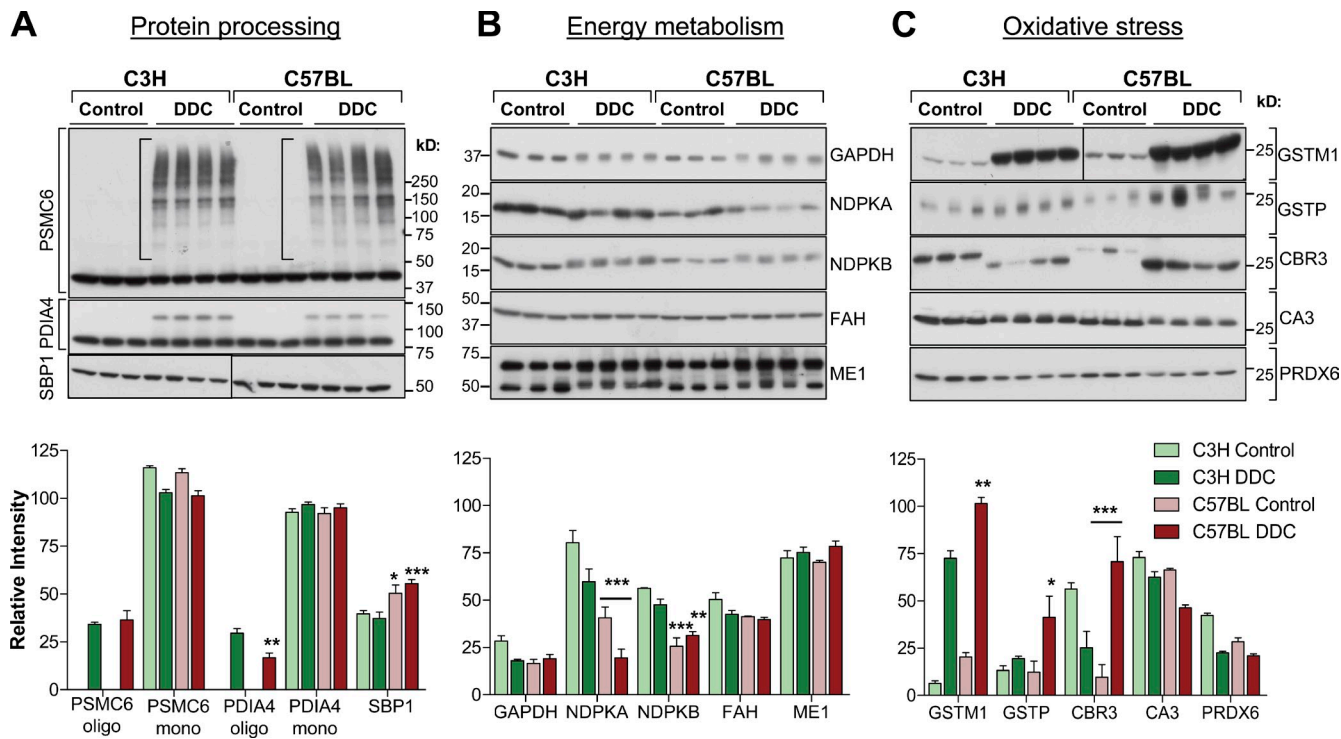 A Protein processing
C3H C57BL
Control DDC Control DDC
kD:
PSMC6
250
150
100
75
50
37
PDIA4
150
100
SBP1
75
50
B Energy metabolism
C3H C57BL
Control DDC Control DDC
37 GAPDH
20
15 NDPKA
20
15 NDPKB
50
37 FAH
75
50 ME1
C Oxidative stress
C3H C57BL
Control DDC Control DDC
kD:
25 GSTM1
25 GSTP
25 CBR3
25 CA3
25 PRDX6
Relative Intensity
125
100
75
50
25
0
** * ***
PSMC6 oligo
PSMC6 mono
PDIA4 oligo
PDIA4 mono
SBP1
125
100
75
50
25
0
*** *** **
GAPDH NDPKA NDPKB FAH ME1
125
100
75
50
25
0
** * ***
GSTM1 GSTP CBR3 CA3 PRDX6
C3H Control
C3H DDC
C57BL Control
C57BL DDC